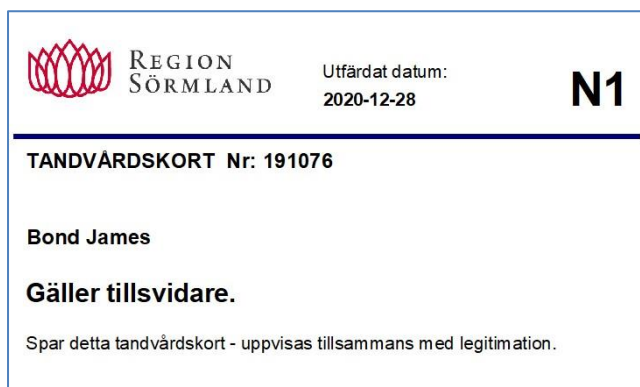 REGION
SÖRMLAND
Utfärdat datum:
2020-12-28
N1
TANDVÅRDSKORT Nr: 191076
Bond James
Gäller tillsvidare.
Spar detta tandvårdskort - uppvisas tillsammans med legitimation.